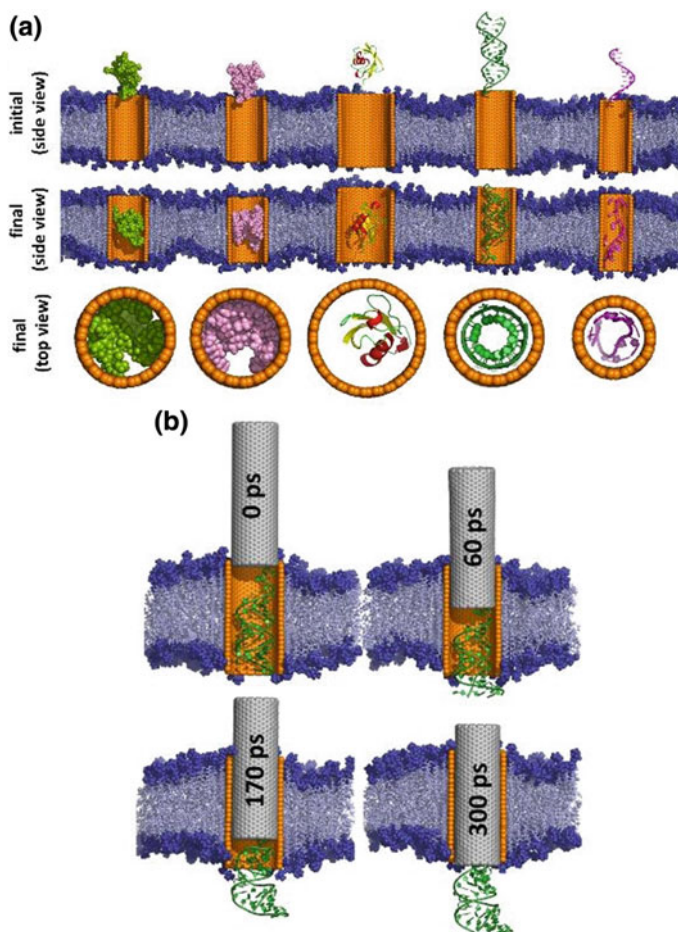 (a)
initial
(side view)
final
(side view)
final
(top view)
(b)
0 ps
60 ps
170 ps
300 ps